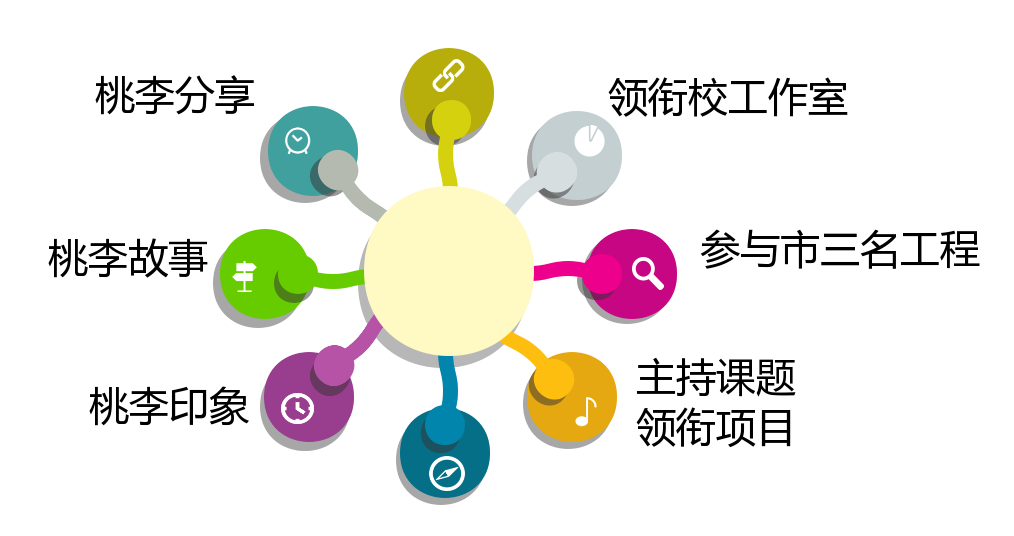 桃李分享
领衔校工作室
桃李故事
参与市三名工程
桃李印象
主持课题
领衔项目